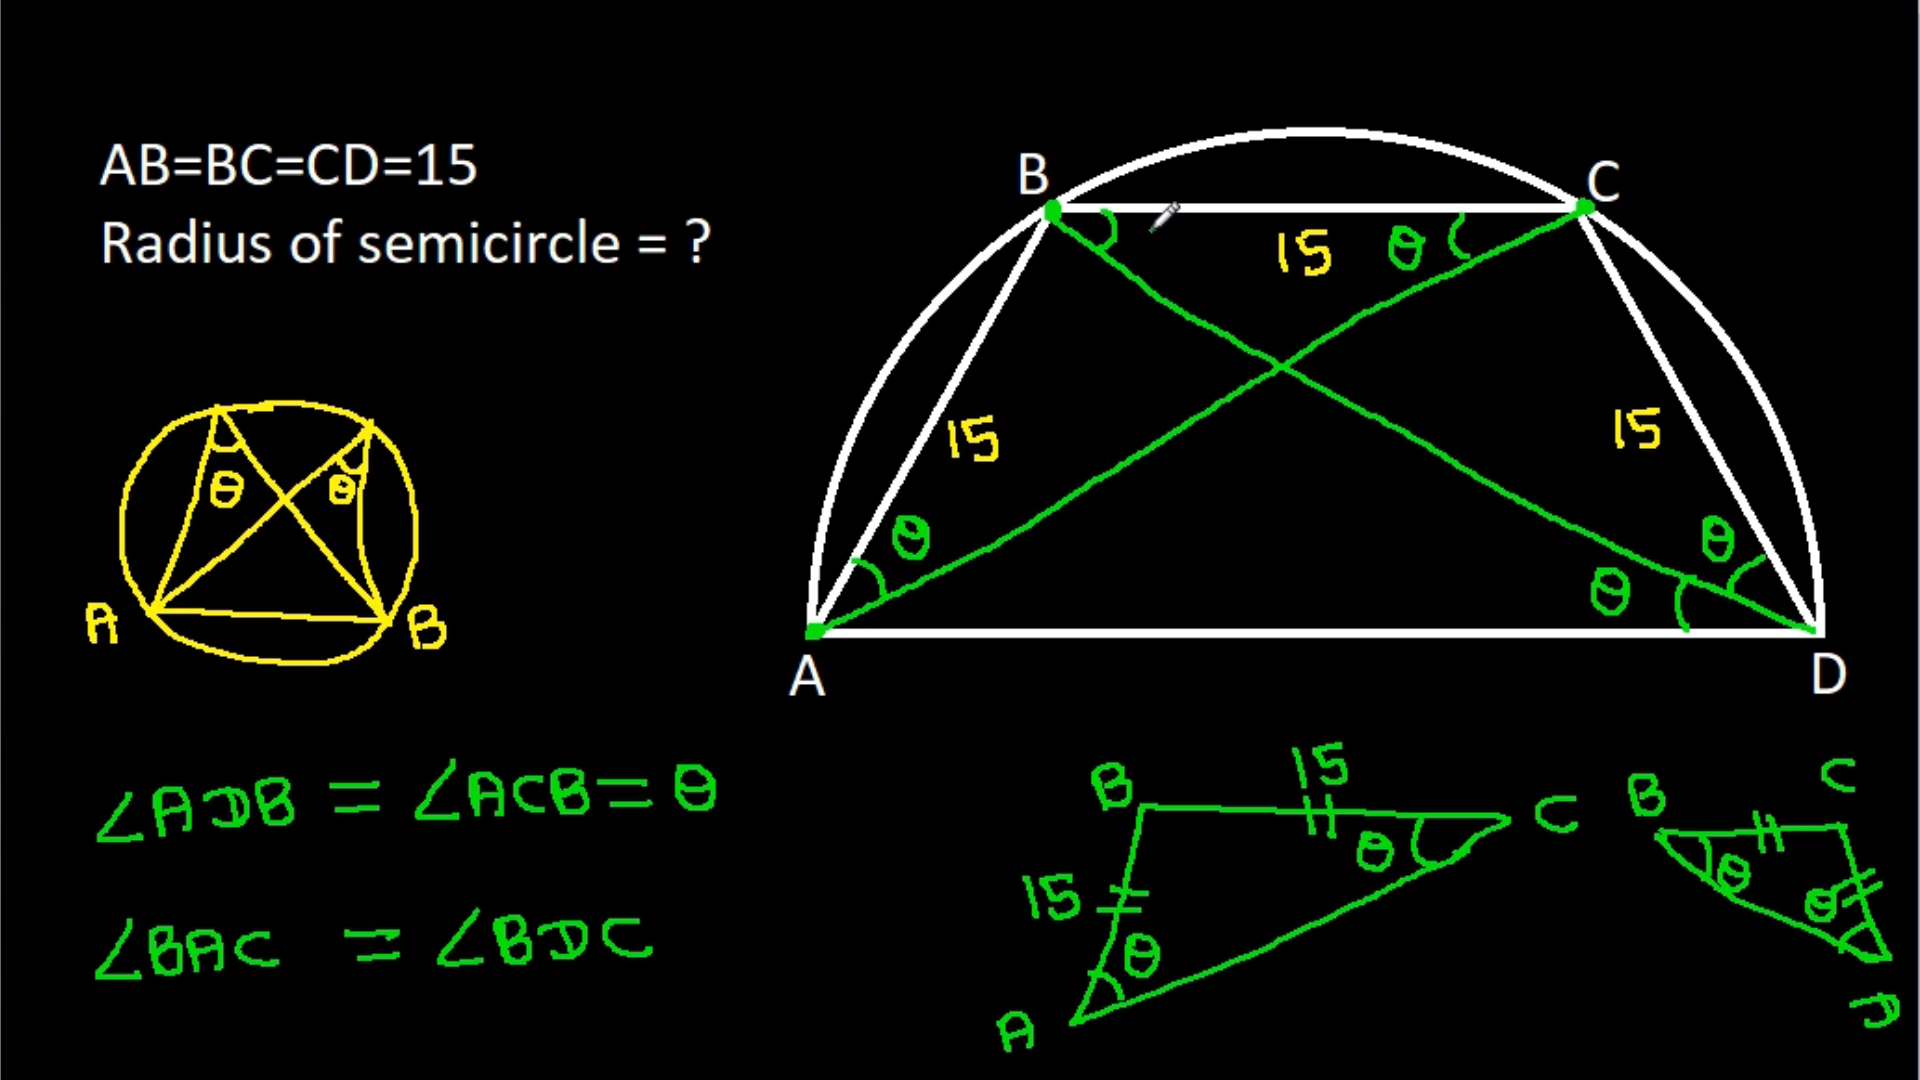 AB=BC=CD=15
Radius of semicircle = ?
B
C
15
θ
15
15
θ
θ
θ
A
D
θ
θ
A
B
∠ADB = ∠ACB = θ
∠BAC = ∠BDC
B
15
C
θ
15
θ
A
B
C
θ
θ
D